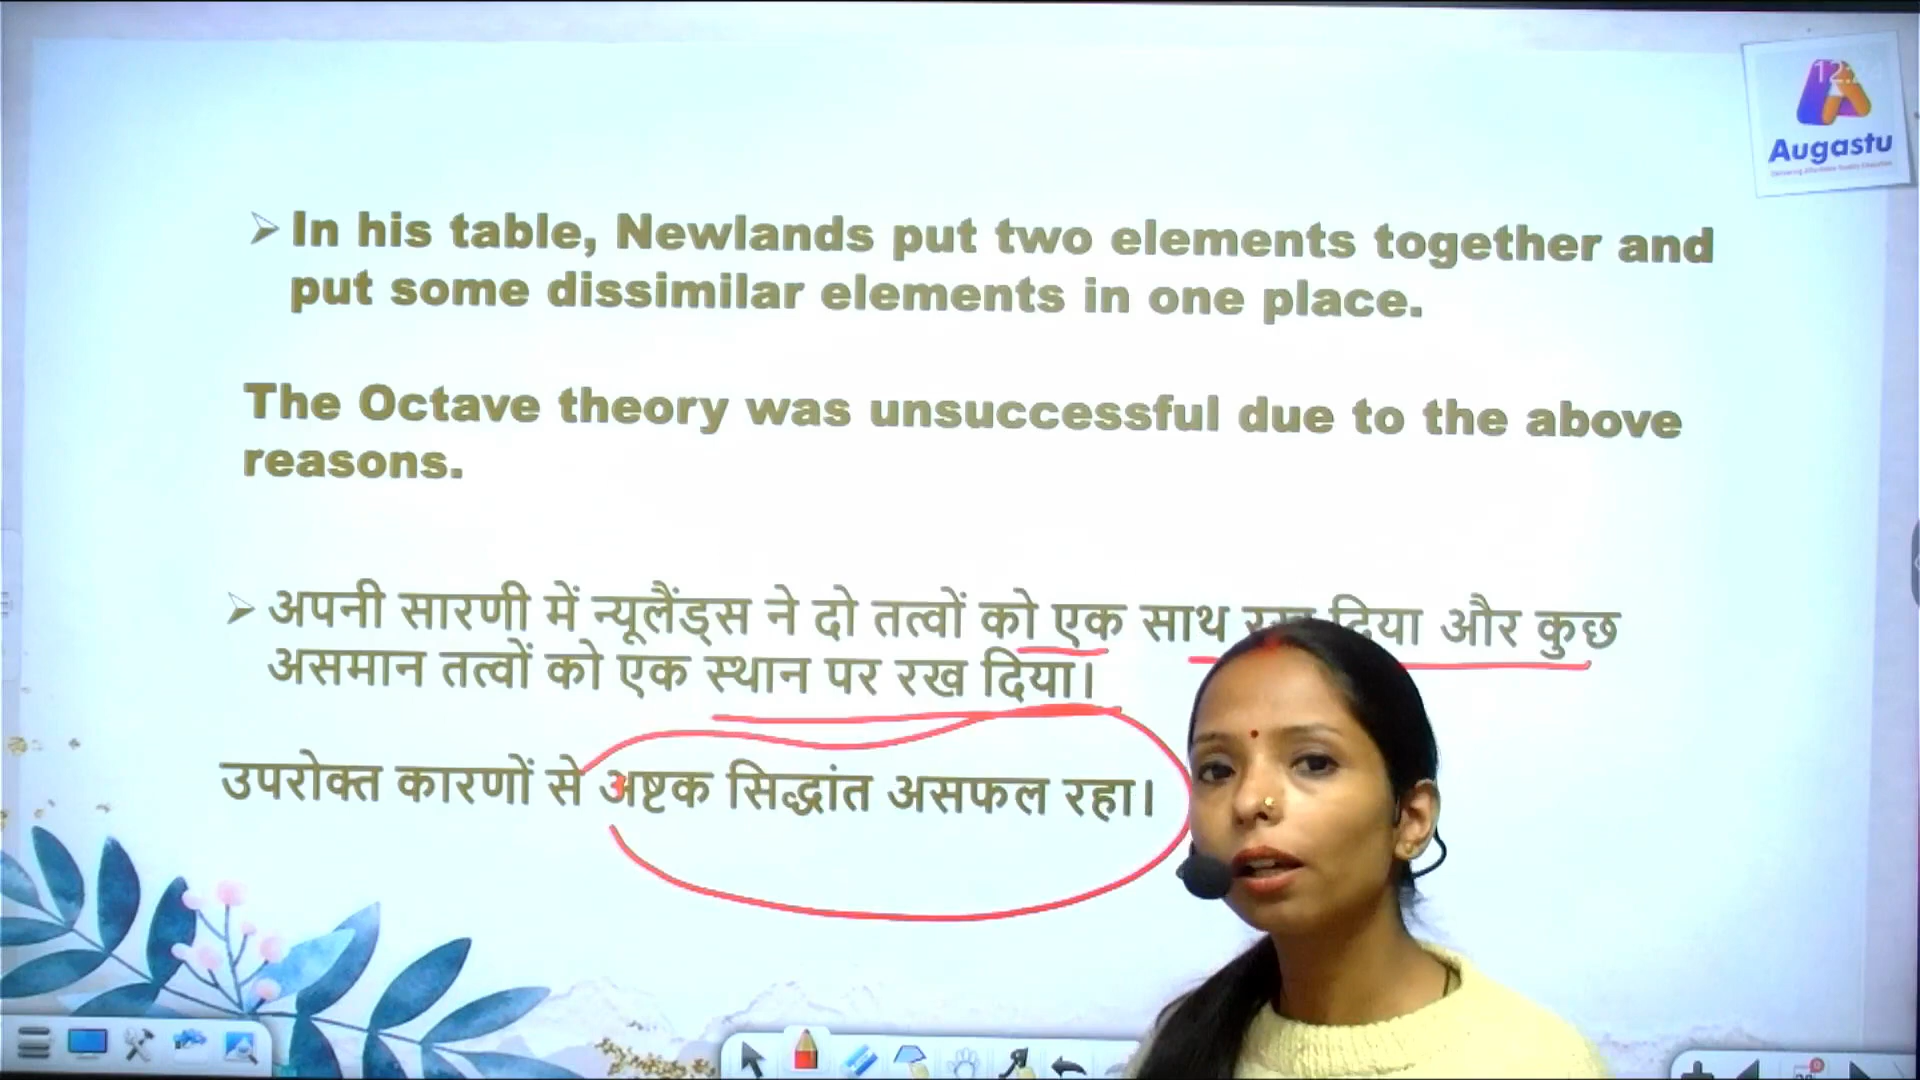 Augastu
➢ In his table, Newlands put two elements together and
put some dissimilar elements in one place.
The Octave theory was unsuccessful due to the above
reasons.
➢ अपनी सारणी में न्यूलैंड्स ने दो तत्वों को एक साथ दिया और कुछ
असमान तत्वों को एक स्थान पर रख दिया।
उपरोक्त कारणों से अष्टक सिद्धांत असफल रहा।